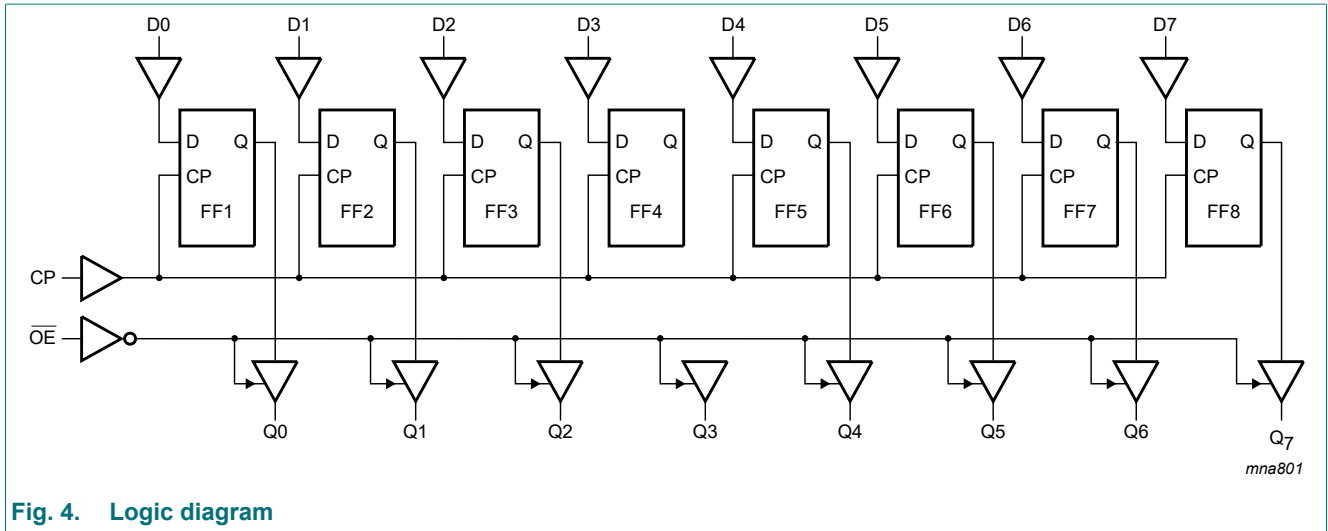 D0 D1 D2 D3 D4 D5 D6 D7
D Q D Q D Q D Q D Q D Q D Q D Q
CP CP CP CP CP CP CP CP
FF1 FF2 FF3 FF4 FF5 FF6 FF7 FF8
CP
OE
Q0 Q1 Q2 Q3 Q4 Q5 Q6 Q7
mna801
Fig. 4. Logic diagram